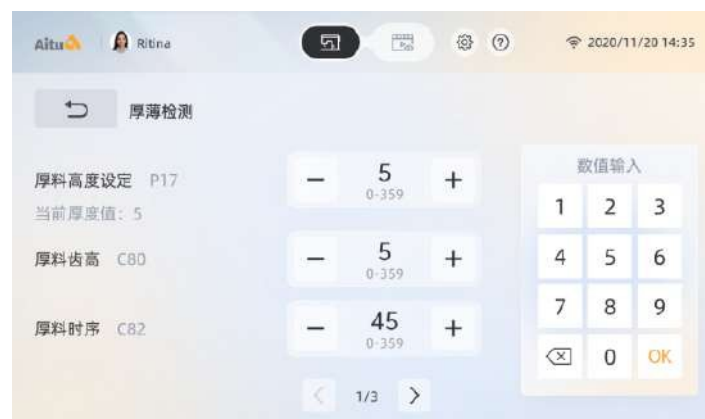 Aitu
Ritina
2020/11/20 14:35
厚薄检测
厚料高度设定 P17
当前厚度值：5
− 5 +
0-359
厚料齿高 C80
− 5 +
0-359
厚料时序 C82
− 45 +
0-359
< 1/3 >
数值输入
1 2 3
4 5 6
7 8 9
0 OK